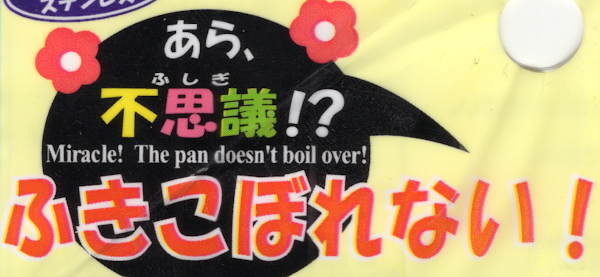 ステンレス
あら、
ふしぎ
不思議!?
Miracle! The pan doesn't boil over!
ふきこぼれない!